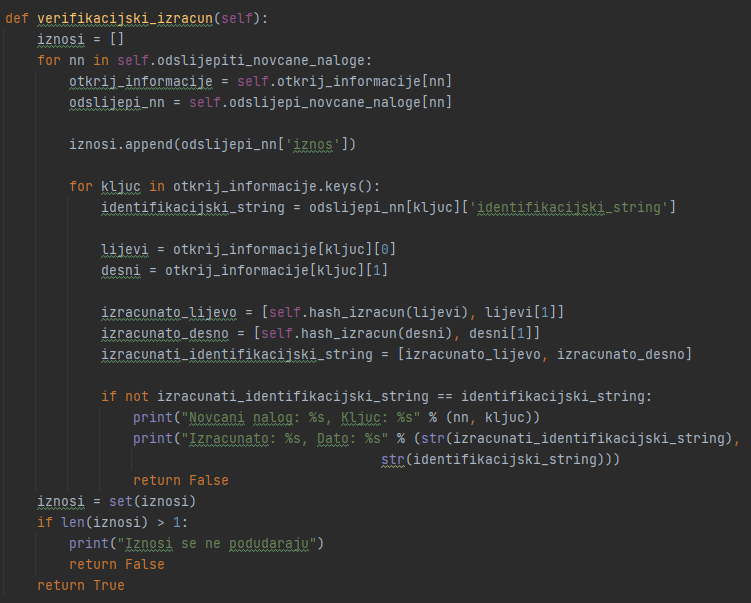 def verifikacijski_izracun(self):
    iznosi = []
    for nn in self.odslijepiti_novcane_naloge:
        otkrij_informacije = self.otkrij_informacije[nn]
        odslijepi_nn = self.odslijepi_novcane_naloge[nn]

        iznosi.append(odslijepi_nn['iznos'])

        for kljuc in otkrij_informacije.keys():
            identifikacijski_string = odslijepi_nn[kljuc]['identifikacijski_string']

            lijevi = otkrij_informacije[kljuc][0]
            desni = otkrij_informacije[kljuc][1]

            izracunato_lijevo = [self.hash_izracun(lijevi), lijevi[1]]
            izracunato_desno = [self.hash_izracun(desni), desni[1]]
            izracunati_identifikacijski_string = [izracunato_lijevo, izracunato_desno]

            if not izracunati_identifikacijski_string == identifikacijski_string:
                print("Novcani nalog: %s, Kljuc: %s" % (nn, kljuc))
                print("Izracunato: %s, Dato: %s" % (str(izracunati_identifikacijski_string),
                                               str(identifikacijski_string)))
                return False
    iznosi = set(iznosi)
    if len(iznosi) > 1:
        print("Iznosi se ne podudaraju")
        return False
    return True